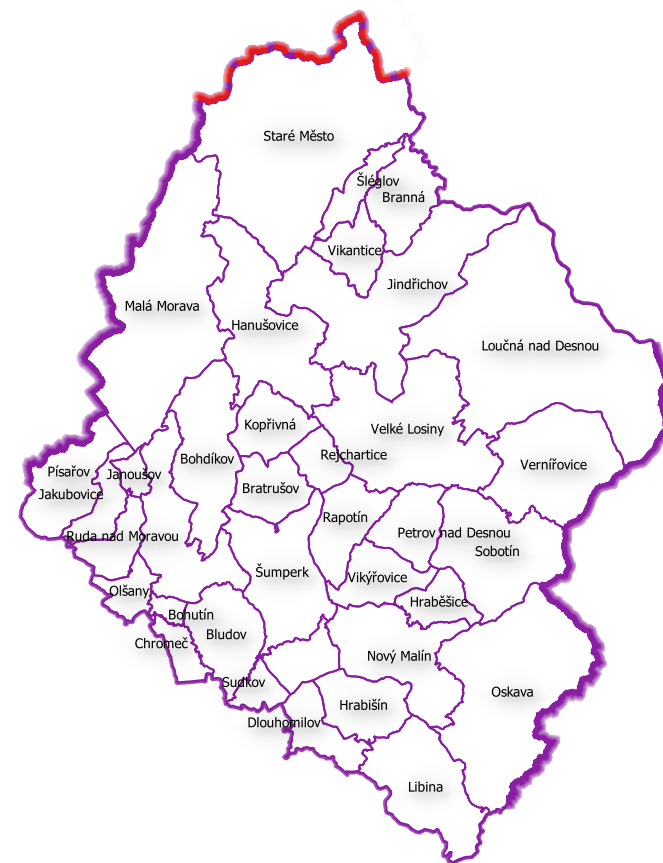 Staré Město
Šléglov
Branná
Vikantice
Jindřichov
Malá Morava
Hanušovice
Loučná nad Desnou
Kopřivná
Velké Losiny
Rejchartice
Bohdíkov
Vernířovice
Písařov
Janoušov
Jakubovice
Bratrušov
Rapotín
Petrov nad Desnou
Ruda nad Moravou
Sobotín
Šumperk
Vikýřovice
Olšany
Hraběšice
Bohutín
Bludov
Chromeč
Nový Malín
Sudkov
Oskava
Hrabišín
Dlouhomilov
Libina